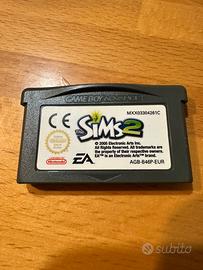 GAME BOY ADVANCE
MXX03304261C
CE
The SiMS 2
© 2005 Electronic Arts Inc.
All Rights Reserved. All
trademarks are the property
of their respective owners.
EA™ is an Electronic Arts™ brand.
Nintendo
EA
AGB-B46P-EUR
subito